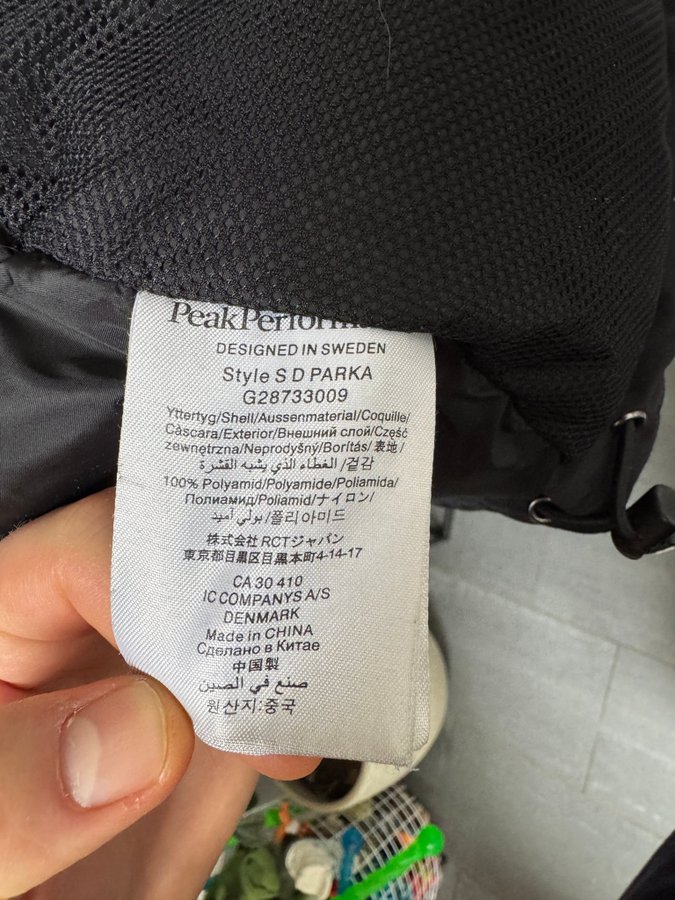 PeakPerform
DESIGNED IN SWEDEN
Style S D PARKA
G28733009
Yttertyg/Shell/Aussenmaterial/Coquille/
Càscara/Exterior/Внешний слой/Część
zewnętrzna/Neprodyšný/Borítás/表地/
الغطاء الذي يشبه القشرة/겉감
100% Polyamid/Polyamide/Poliamida/
Полиамид/Poliamid/ナイロン/
بولي أميد/폴리아미드
株式会社 RCTジャパン
東京都目黒区目黒本町4-14-17
CA 30 410
IC COMPANYS A/S
DENMARK
Made in CHINA
Сделано в Китае
中国製
صنع في الصين
원산지:중국